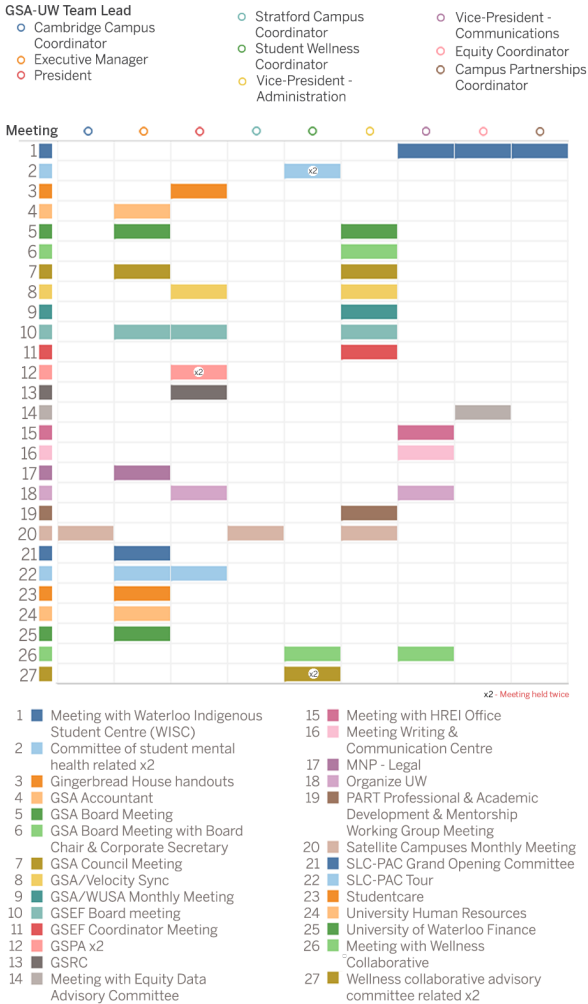 GSA-UW Team Lead
Cambridge Campus
Coordinator
Executive Manager
President
Stratford Campus
Coordinator
Student Wellness
Coordinator
Vice-President -
Administration
Vice-President -
Communications
Equity Coordinator
Campus Partnerships
Coordinator
Meeting
1
2 x2
3
4
5
6
7
8
9
10
11
12 x2
13
14
15
16
17
18
19
20
21
22
23
24
25
26
27 x2
x2 - Meeting held twice
1 Meeting with Waterloo Indigenous
Student Centre (WISC)
2 Committee of student mental
health related x2
3 Gingerbread House handouts
4 GSA Accountant
5 GSA Board Meeting
6 GSA Board Meeting with Board
Chair & Corporate Secretary
7 GSA Council Meeting
8 GSA/Velocity Sync
9 GSA/WUSA Monthly Meeting
10 GSEF Board meeting
11 GSEF Coordinator Meeting
12 GSPA x2
13 GSRC
14 Meeting with Equity Data
Advisory Committee
15 Meeting with HREI Office
16 Meeting Writing &
Communication Centre
17 MNP - Legal
18 Organize UW
19 PART Professional & Academic
Development & Mentorship
Working Group Meeting
20 Satellite Campuses Monthly Meeting
21 SLC-PAC Grand Opening Committee
22 SLC-PAC Tour
23 Studentcare
24 University Human Resources
25 University of Waterloo Finance
26 Meeting with Wellness
Collaborative
27 Wellness collaborative advisory
committee related x2